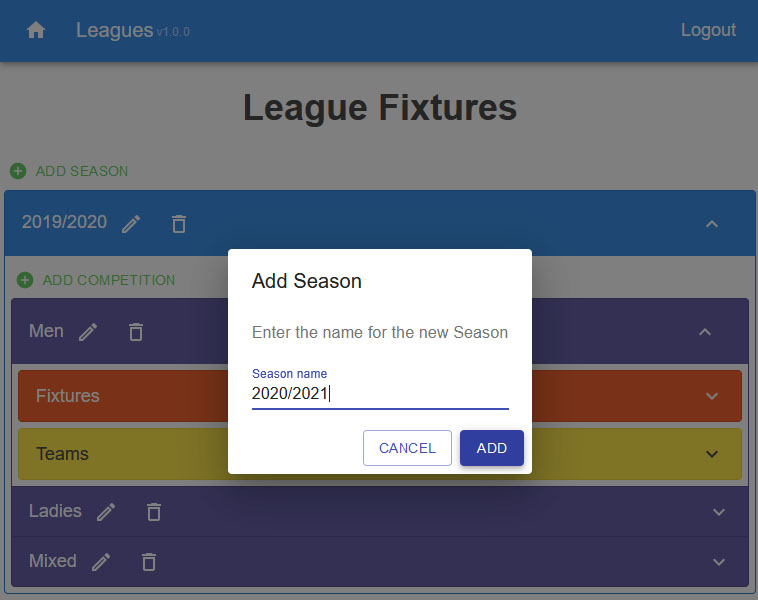 Leagues v1.0.0
Logout
League Fixtures
ADD SEASON
2019/2020
ADD COMPETITION
Men
Fixtures
Teams
Ladies
Mixed
Add Season
Enter the name for the new Season
Season name
2020/2021
CANCEL
ADD